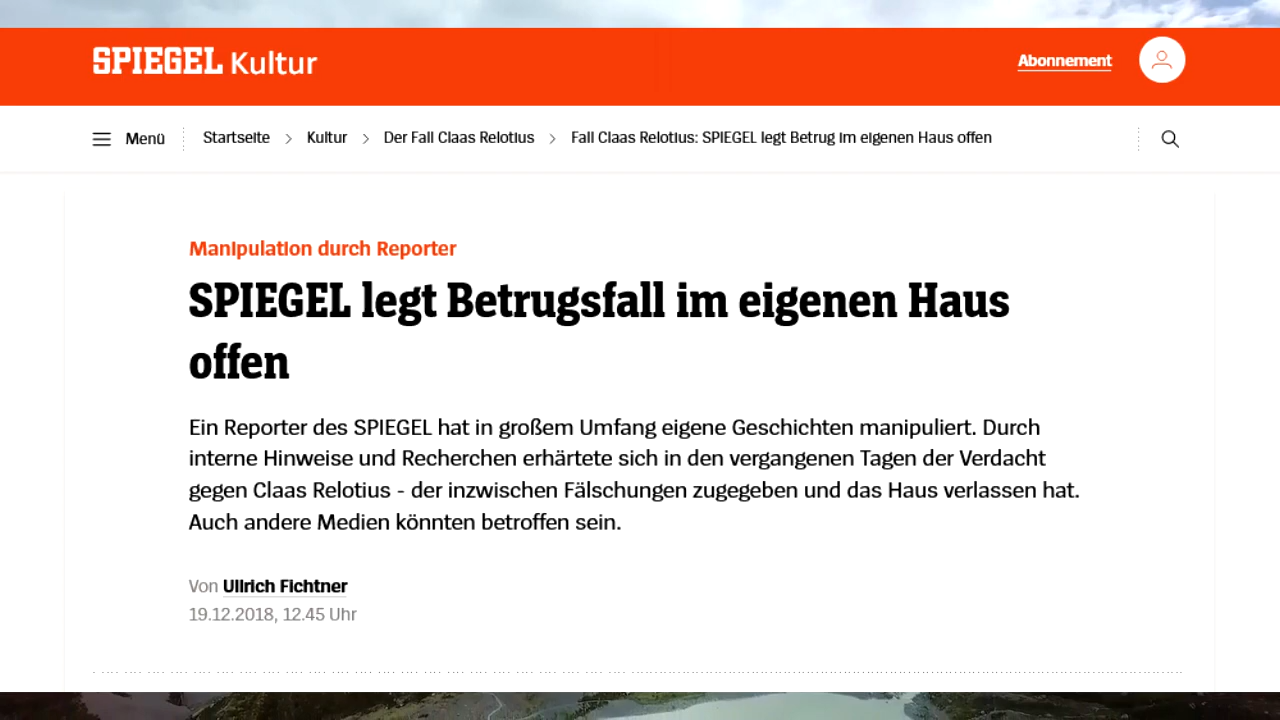 SPIEGEL Kultur
Abonnement
Menü
Startseite > Kultur > Der Fall Claas Relotius > Fall Claas Relotius: SPIEGEL legt Betrug im eigenen Haus offen
Manipulation durch Reporter
SPIEGEL legt Betrugsfall im eigenen Haus
offen
Ein Reporter des SPIEGEL hat in großem Umfang eigene Geschichten manipuliert. Durch
interne Hinweise und Recherchen erhärtete sich in den vergangenen Tagen der Verdacht
gegen Claas Relotius - der inzwischen Fälschungen zugegeben und das Haus verlassen hat.
Auch andere Medien könnten betroffen sein.
Von Ullrich Fichtner
19.12.2018, 12.45 Uhr